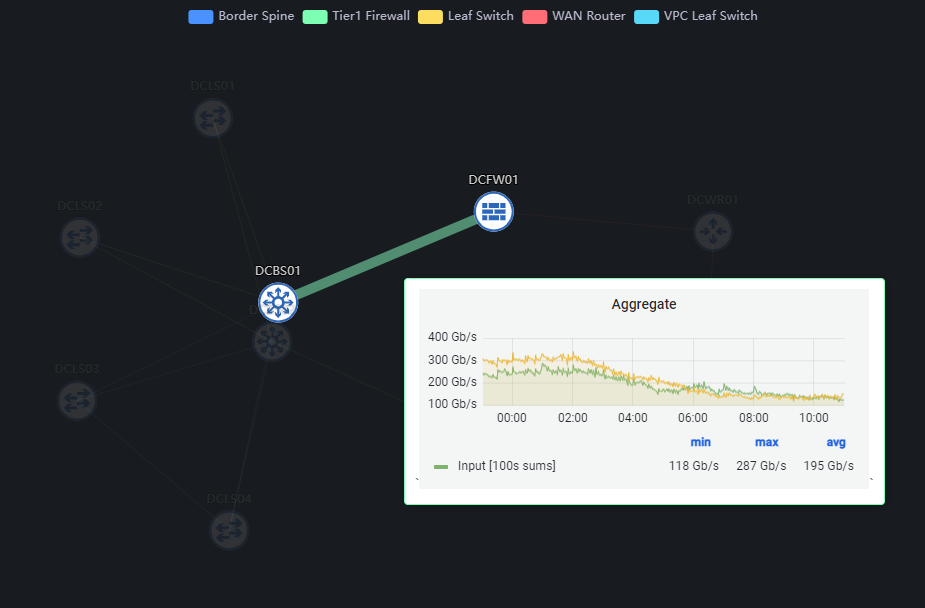 Border Spine Tier1 Firewall Leaf Switch WAN Router VPC Leaf Switch
DCLS01
DCFW01
DCWR01
DCLS02
DCBS01
DCLS03
DCLS04
Aggregate
400 Gb/s
300 Gb/s
200 Gb/s
100 Gb/s
00:00 02:00 04:00 06:00 08:00 10:00
min max avg
Input [100s sums] 118 Gb/s 287 Gb/s 195 Gb/s